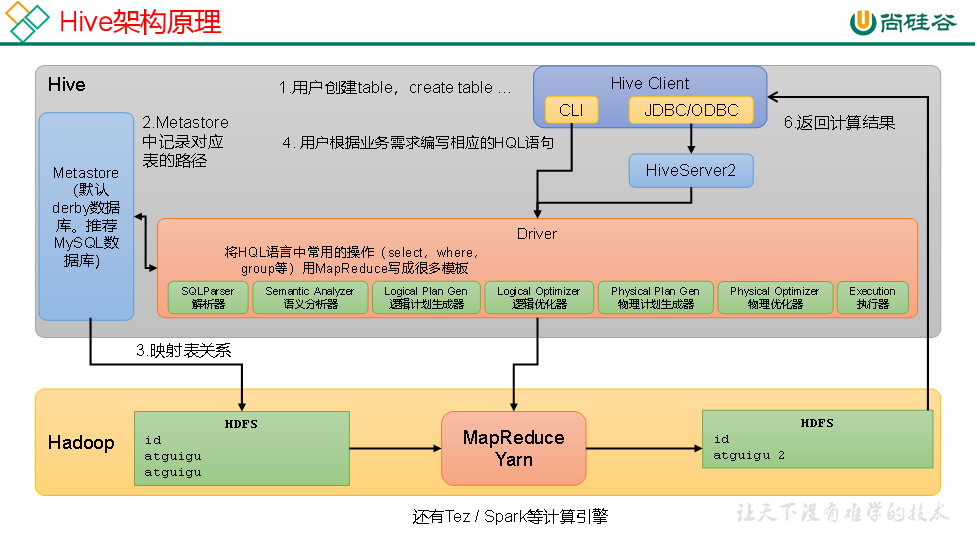 Hive架构原理
尚硅谷
Hive
1.用户创建table，create table ...
Hive Client
CLI
JDBC/ODBC
6.返回计算结果
2.Metastore
中记录对应
表的路径
4. 用户根据业务需求编写相应的HQL语句
HiveServer2
Metastore
（默认
derby数据
库。推荐
MySQL数
据库)
Driver
将HQL语言中常用的操作（select，where，
group等）用MapReduce写成很多模板
SQLParser
解析器
Semantic Analyzer
语义分析器
Logical Plan Gen
逻辑计划生成器
Logical Optimizer
逻辑优化器
Physical Plan Gen
物理计划生成器
Physical Optimizer
物理优化器
Execution
执行器
3.映射表关系
Hadoop
HDFS
id
atguigu
atguigu
MapReduce
Yarn
HDFS
id
atguigu 2
还有Tez / Spark等计算引擎
让天下没有难学的技术